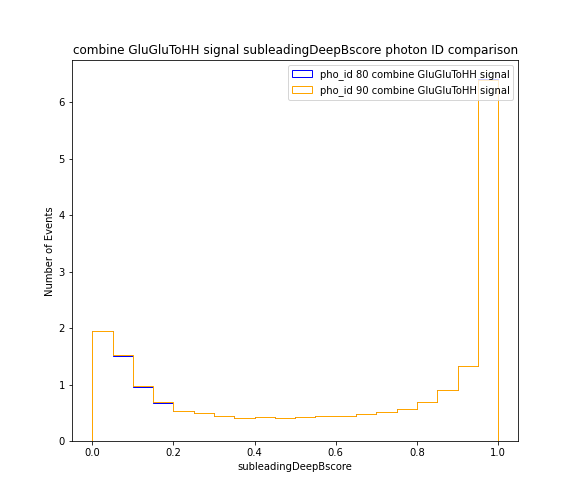 combine GluGluToHH signal subleadingDeepBscore photon ID comparison
pho_id 80 combine GluGluToHH signal
pho_id 90 combine GluGluToHH signal
Number of Events
6
5
4
3
2
1
0
0.0 0.2 0.4 0.6 0.8 1.0
subleadingDeepBscore